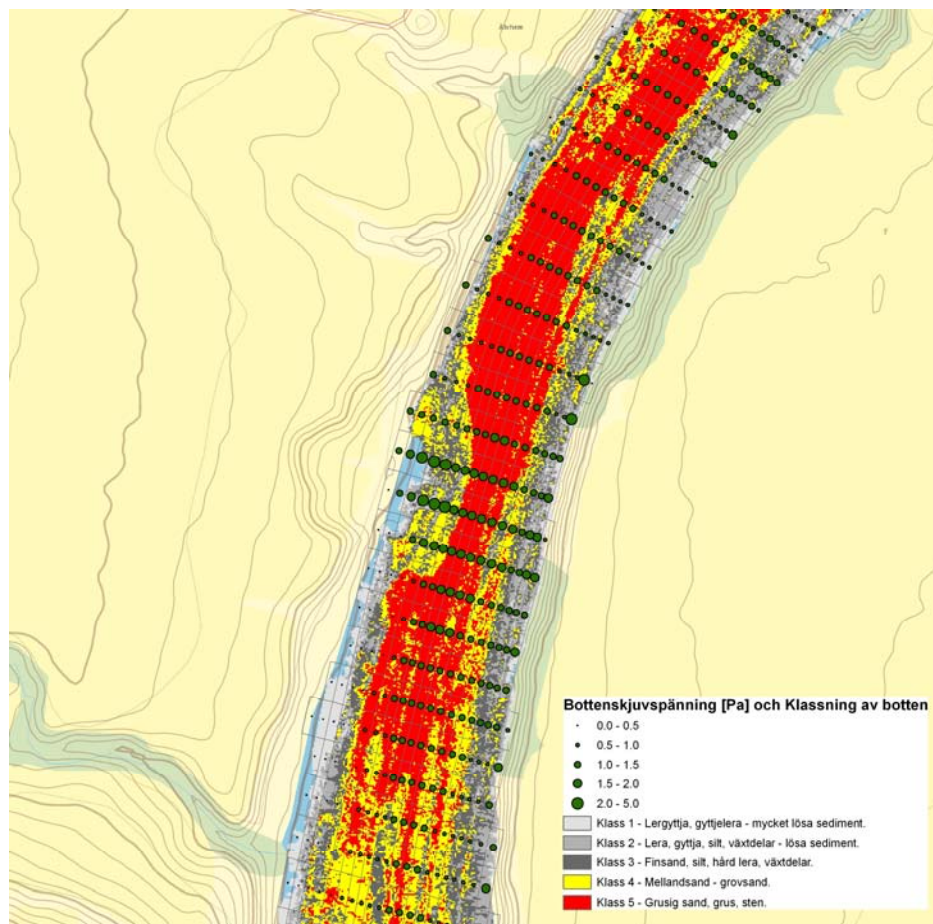 Älvhem
Bottenskjuvspänning [Pa] och Klassning av botten
0.0 - 0.5
0.5 - 1.0
1.0 - 1.5
1.5 - 2.0
2.0 - 5.0
Klass 1 - Lergyttja, gyttjelera - mycket lösa sediment.
Klass 2 - Lera, gyttja, silt, växtdelar - lösa sediment.
Klass 3 - Finsand, silt, hård lera, växtdelar.
Klass 4 - Mellandsand - grovsand.
Klass 5 - Grusig sand, grus, sten.